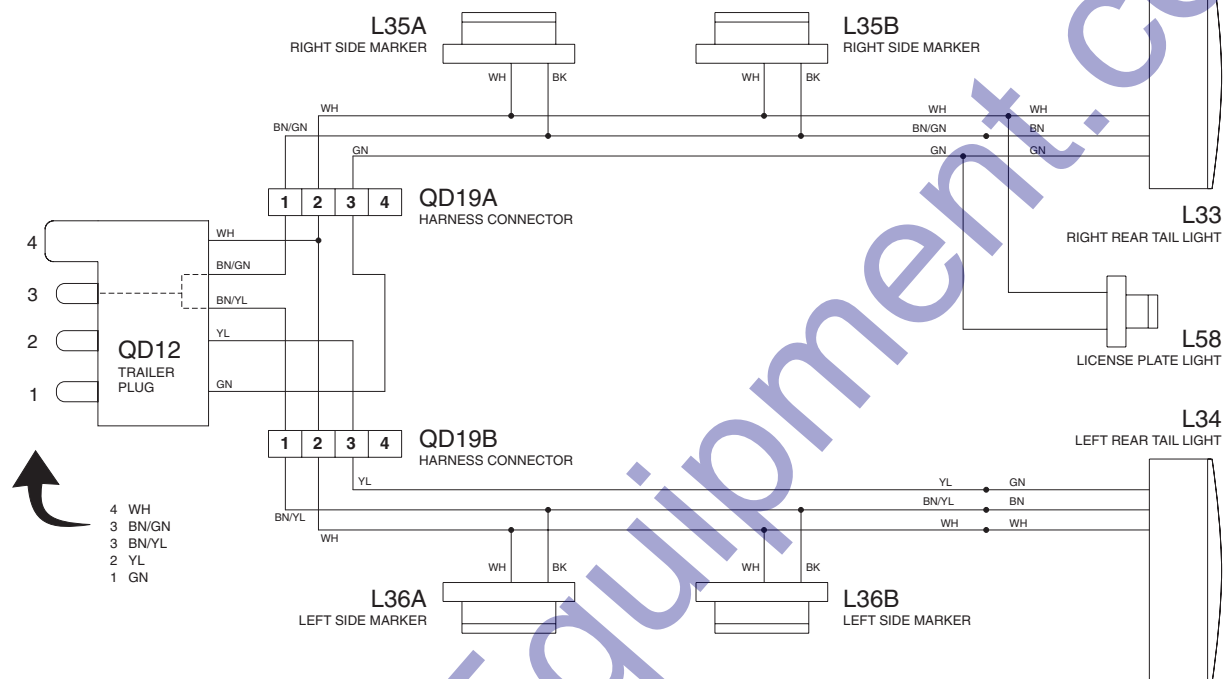 L35A
RIGHT SIDE MARKER
L35B
RIGHT SIDE MARKER
WH
BK
WH
BK
WH
WH
WH
BN/GN
BN/GN
BN
GN
GN
GN
1 2 3 4
QD19A
HARNESS CONNECTOR
L33
RIGHT REAR TAIL LIGHT
4
WH
BN/GN
3
BN/YL
2
YL
QD12
TRAILER
PLUG
1
GN
L58
LICENSE PLATE LIGHT
1 2 3 4
QD19B
HARNESS CONNECTOR
L34
LEFT REAR TAIL LIGHT
YL
YL
GN
BN/YL
BN/YL
BN
WH
WH
WH
4 WH
3 BN/GN
3 BN/YL
2 YL
1 GN
WH
BK
WH
BK
L36A
LEFT SIDE MARKER
L36B
LEFT SIDE MARKER
Equipment.co